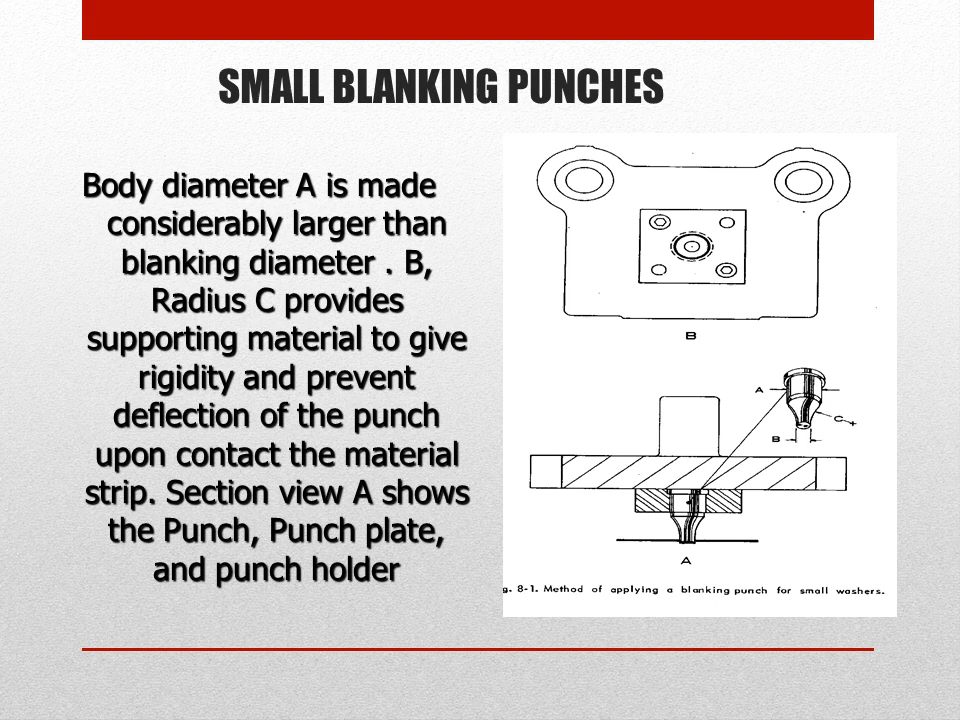 SMALL BLANKING PUNCHES
Body diameter A is made
considerably larger than
blanking diameter . B,
Radius C provides
supporting material to give
rigidity and prevent
deflection of the punch
upon contact the material
strip. Section view A shows
the Punch, Punch plate,
and punch holder
B
A
C
B
A
g. 8-1. Method of applying a blanking punch for small washers.